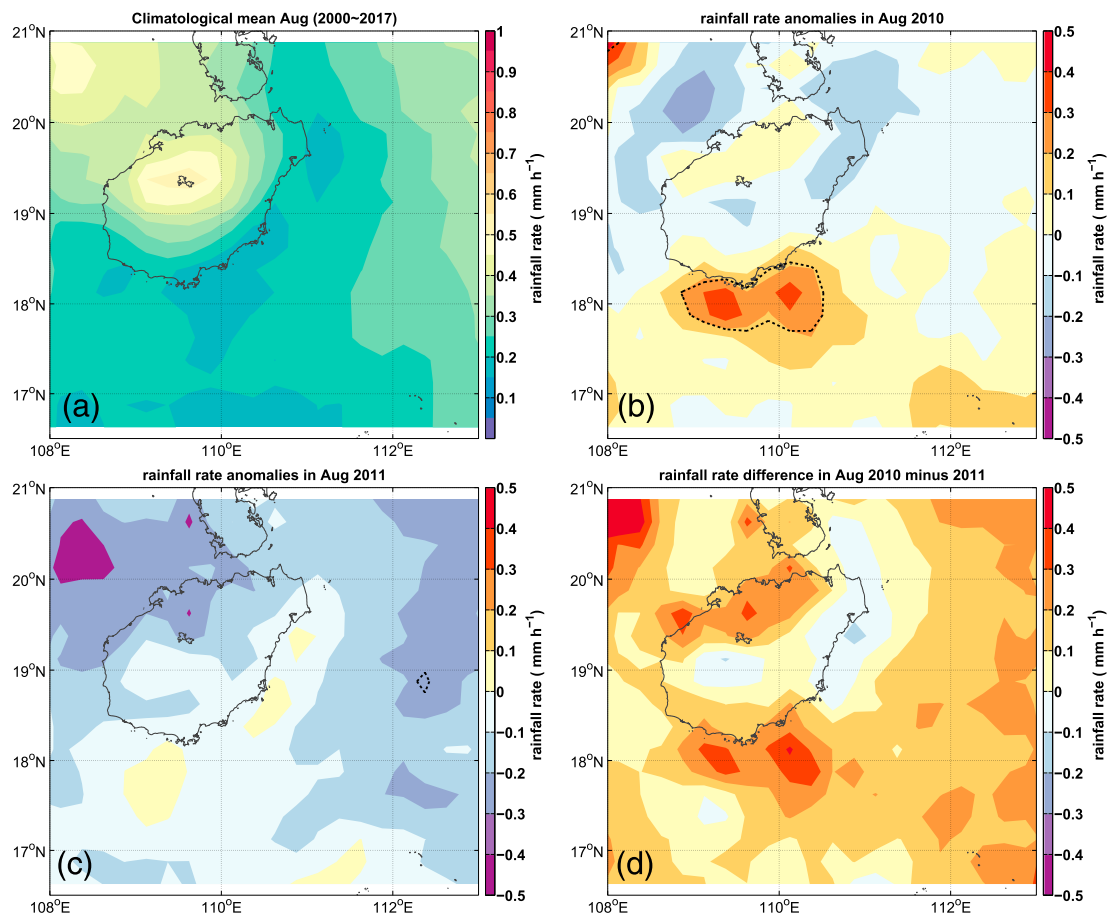 Climatological mean Aug (2000~2017)
21°N
20°N
19°N
18°N
17°N
108°E
110°E
112°E
1
0.9
0.8
0.7
0.6
0.5
0.4
0.3
0.2
0.1
rainfall rate ( mm h⁻¹)
(a)
rainfall rate anomalies in Aug 2010
21°N
20°N
19°N
18°N
17°N
108°E
110°E
112°E
0.5
0.4
0.3
0.2
0.1
0
−0.1
−0.2
−0.3
−0.4
−0.5
rainfall rate ( mm h⁻¹)
(b)
rainfall rate anomalies in Aug 2011
21°N
20°N
19°N
18°N
17°N
108°E
110°E
112°E
0.5
0.4
0.3
0.2
0.1
0
−0.1
−0.2
−0.3
−0.4
−0.5
rainfall rate ( mm h⁻¹)
(c)
rainfall rate difference in Aug 2010 minus 2011
21°N
20°N
19°N
18°N
17°N
108°E
110°E
112°E
0.5
0.4
0.3
0.2
0.1
0
−0.1
−0.2
−0.3
−0.4
−0.5
rainfall rate ( mm h⁻¹)
(d)